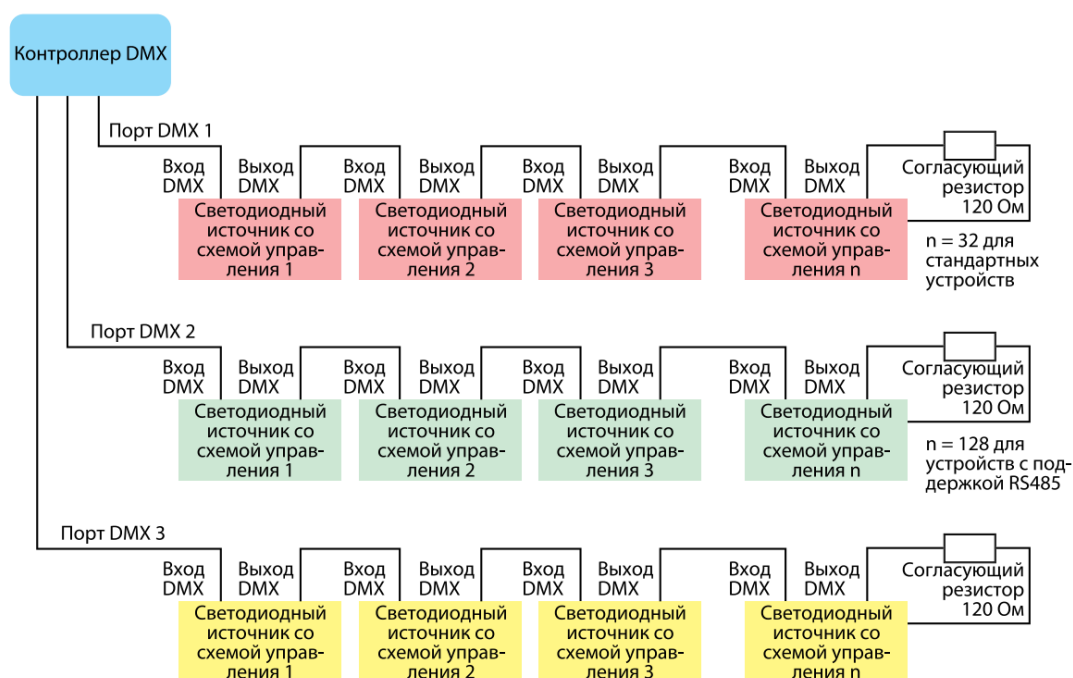 Контроллер DMX
Порт DMX 1
Вход
DMX
Выход
DMX
Вход
DMX
Выход
DMX
Вход
DMX
Выход
DMX
Вход
DMX
Выход
DMX
Согласующий
резистор
120 Ом
Светодиодный
источник со
схемой управ-
ления 1
Светодиодный
источник со
схемой управ-
ления 2
Светодиодный
источник со
схемой управ-
ления 3
Светодиодный
источник со
схемой управ-
ления n
n = 32 для
стандартных
устройств
Порт DMX 2
Вход
DMX
Выход
DMX
Вход
DMX
Выход
DMX
Вход
DMX
Выход
DMX
Вход
DMX
Выход
DMX
Согласующий
резистор
120 Ом
Светодиодный
источник со
схемой управ-
ления 1
Светодиодный
источник со
схемой управ-
ления 2
Светодиодный
источник со
схемой управ-
ления 3
Светодиодный
источник со
схемой управ-
ления n
n = 128 для
устройств с под-
держкой RS485
Порт DMX 3
Вход
DMX
Выход
DMX
Вход
DMX
Выход
DMX
Вход
DMX
Выход
DMX
Вход
DMX
Выход
DMX
Согласующий
резистор
120 Ом
Светодиодный
источник со
схемой управ-
ления 1
Светодиодный
источник со
схемой управ-
ления 2
Светодиодный
источник со
схемой управ-
ления 3
Светодиодный
источник со
схемой управ-
ления n